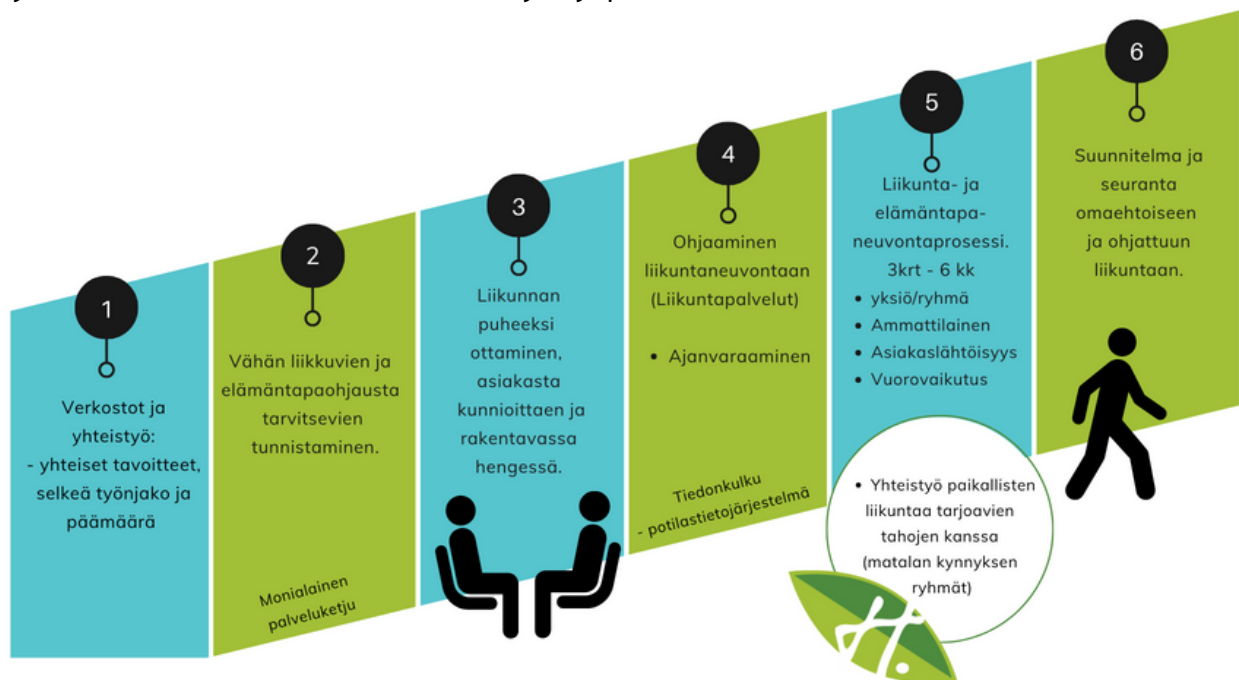 1
Verkostot ja
yhteistyö:
- yhteiset tavoitteet,
selkeä työnjako ja
päämäärä
2
Vähän liikkuvien ja
elämäntapaohjausta
tarvitsevien
tunnistaminen.
Monialainen
palveluketju
3
Liikunnan
puheeksi
ottaminen,
asiakasta
kunnioittaen ja
rakentavassa
hengessä.
4
Ohjaaminen
liikuntaneuvontaan
(Liikuntapalvelut)
• Ajanvaraaminen
Tiedonkulku
- potilastietojärjestelmä
5
Liikunta- ja
elämäntapa-
neuvontaprosessi.
3krt - 6 kk
• yksiö/ryhmä
• Ammattilainen
• Asiakaslähtöisyys
• Vuorovaikutus
• Yhteistyö paikallisten
liikuntaa tarjoavien
tahojen kanssa
(matalan kynnyksen
ryhmät)
6
Suunnitelma ja
seuranta
omaehtoiseen
ja ohjattuun
liikuntaan.